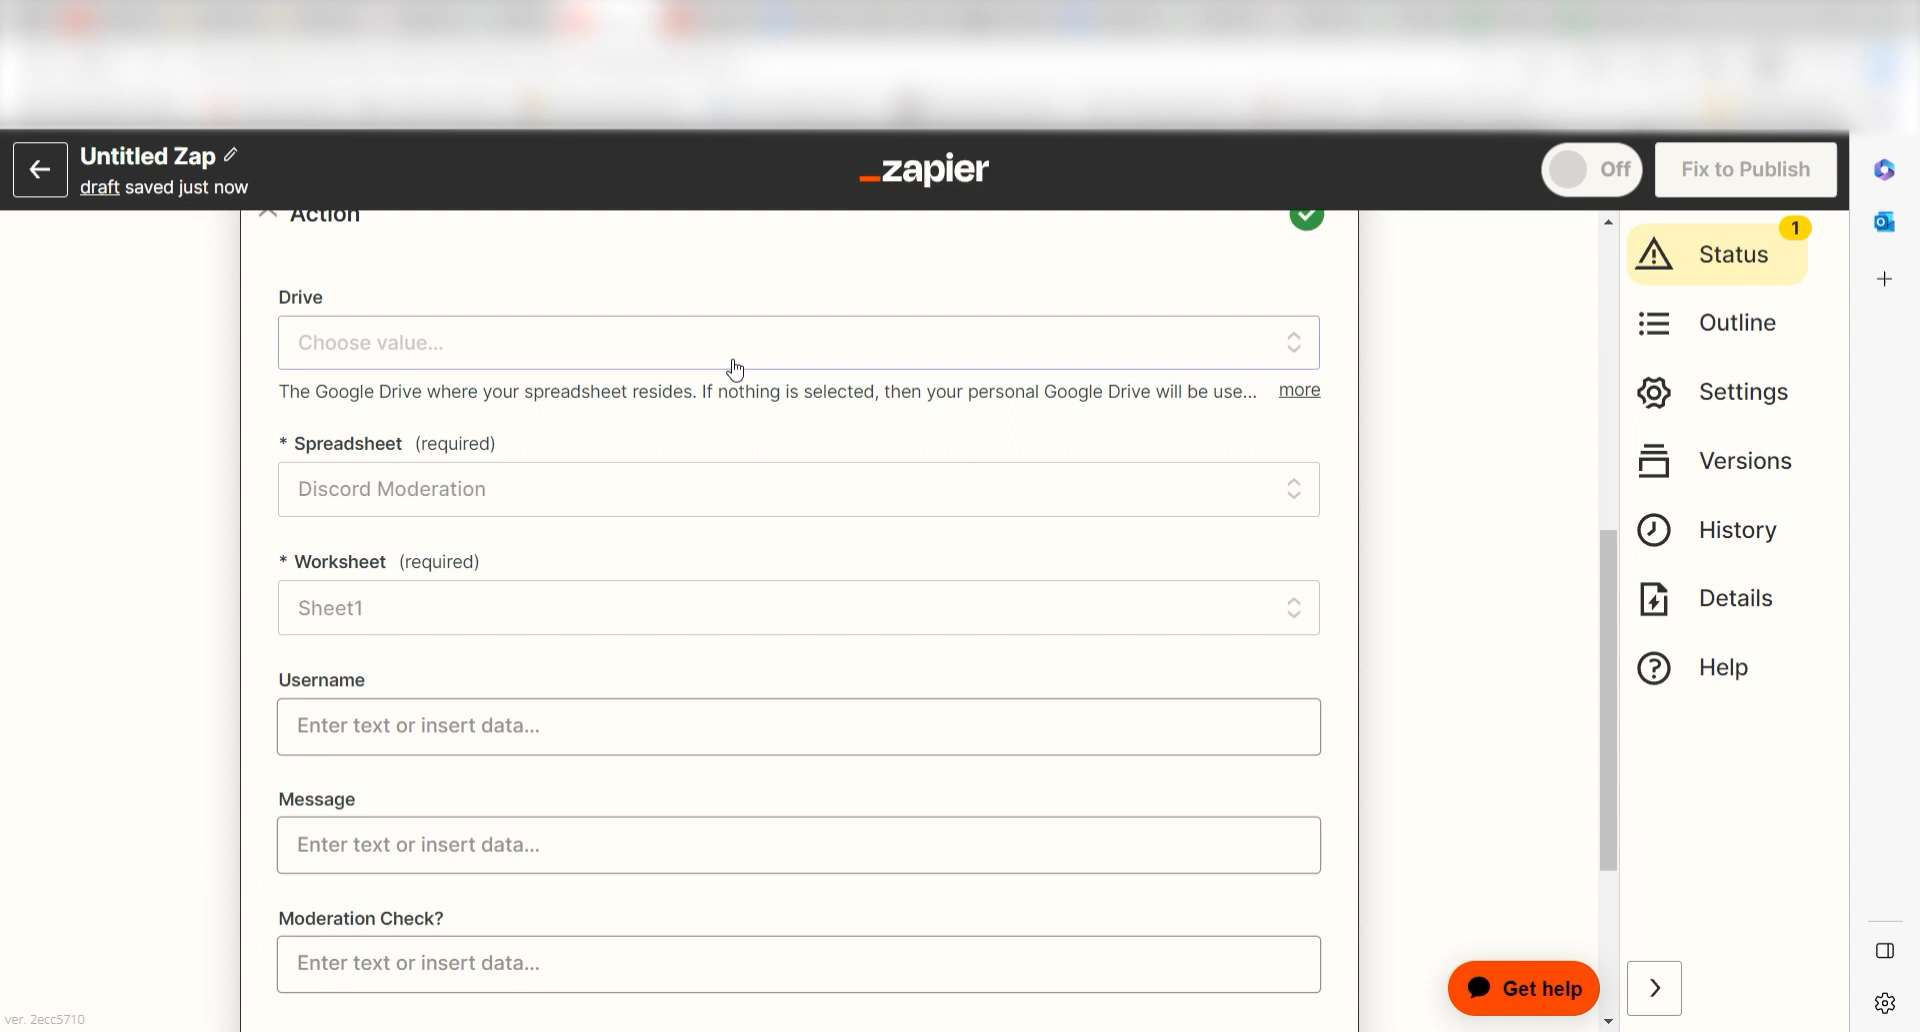 Untitled Zap
draft saved just now
_zapier
Off
Fix to Publish
Action
Drive
Choose value...
The Google Drive where your spreadsheet resides. If nothing is selected, then your personal Google Drive will be use... more
* Spreadsheet (required)
Discord Moderation
* Worksheet (required)
Sheet1
Username
Enter text or insert data...
Message
Enter text or insert data...
Moderation Check?
Enter text or insert data...
1
Status
Outline
Settings
Versions
History
Details
Help
Get help
ver. 2ecc5710